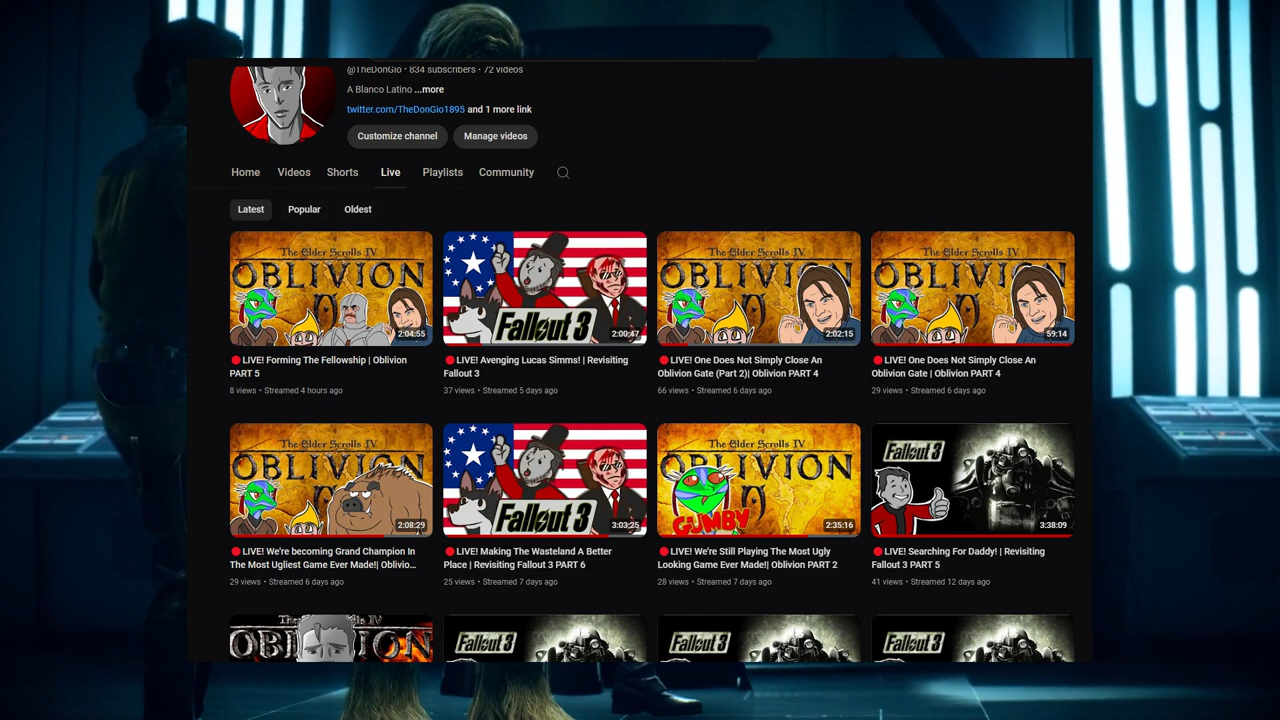 @TheDonGio · 834 subscribers · 72 videos
A Blanco Latino ...more
twitter.com/TheDonGio1895 and 1 more link
Customize channel Manage videos
Home Videos Shorts Live Playlists Community
Latest Popular Oldest
The Elder Scrolls IV
OBLIVION
2:04:55
Fallout 3
2:00:47
The Elder Scrolls IV
OBLIVION
2:02:15
The Elder Scrolls IV
OBLIVION
59:14
LIVE! Forming The Fellowship | Oblivion
PART 5
8 views • Streamed 4 hours ago
LIVE! Avenging Lucas Simms! | Revisiting
Fallout 3
37 views • Streamed 5 days ago
LIVE! One Does Not Simply Close An
Oblivion Gate (Part 2)| Oblivion PART 4
66 views • Streamed 6 days ago
LIVE! One Does Not Simply Close An
Oblivion Gate | Oblivion PART 4
29 views • Streamed 6 days ago
The Elder Scrolls IV
OBLIVION
2:08:29
Fallout 3
3:03:25
The Elder Scrolls IV
OBLIVION
GUMBY
2:35:16
Fallout 3
3:38:09
LIVE! We're becoming Grand Champion In
The Most Ugliest Game Ever Made!| Oblivio...
29 views • Streamed 6 days ago
LIVE! Making The Wasteland A Better
Place | Revisiting Fallout 3 PART 6
25 views • Streamed 7 days ago
LIVE! We're Still Playing The Most Ugly
Looking Game Ever Made!| Oblivion PART 2
28 views • Streamed 7 days ago
LIVE! Searching For Daddy! | Revisiting
Fallout 3 PART 5
41 views • Streamed 12 days ago
OBLIVION
Fallout 3
Fallout 3
Fallout 3